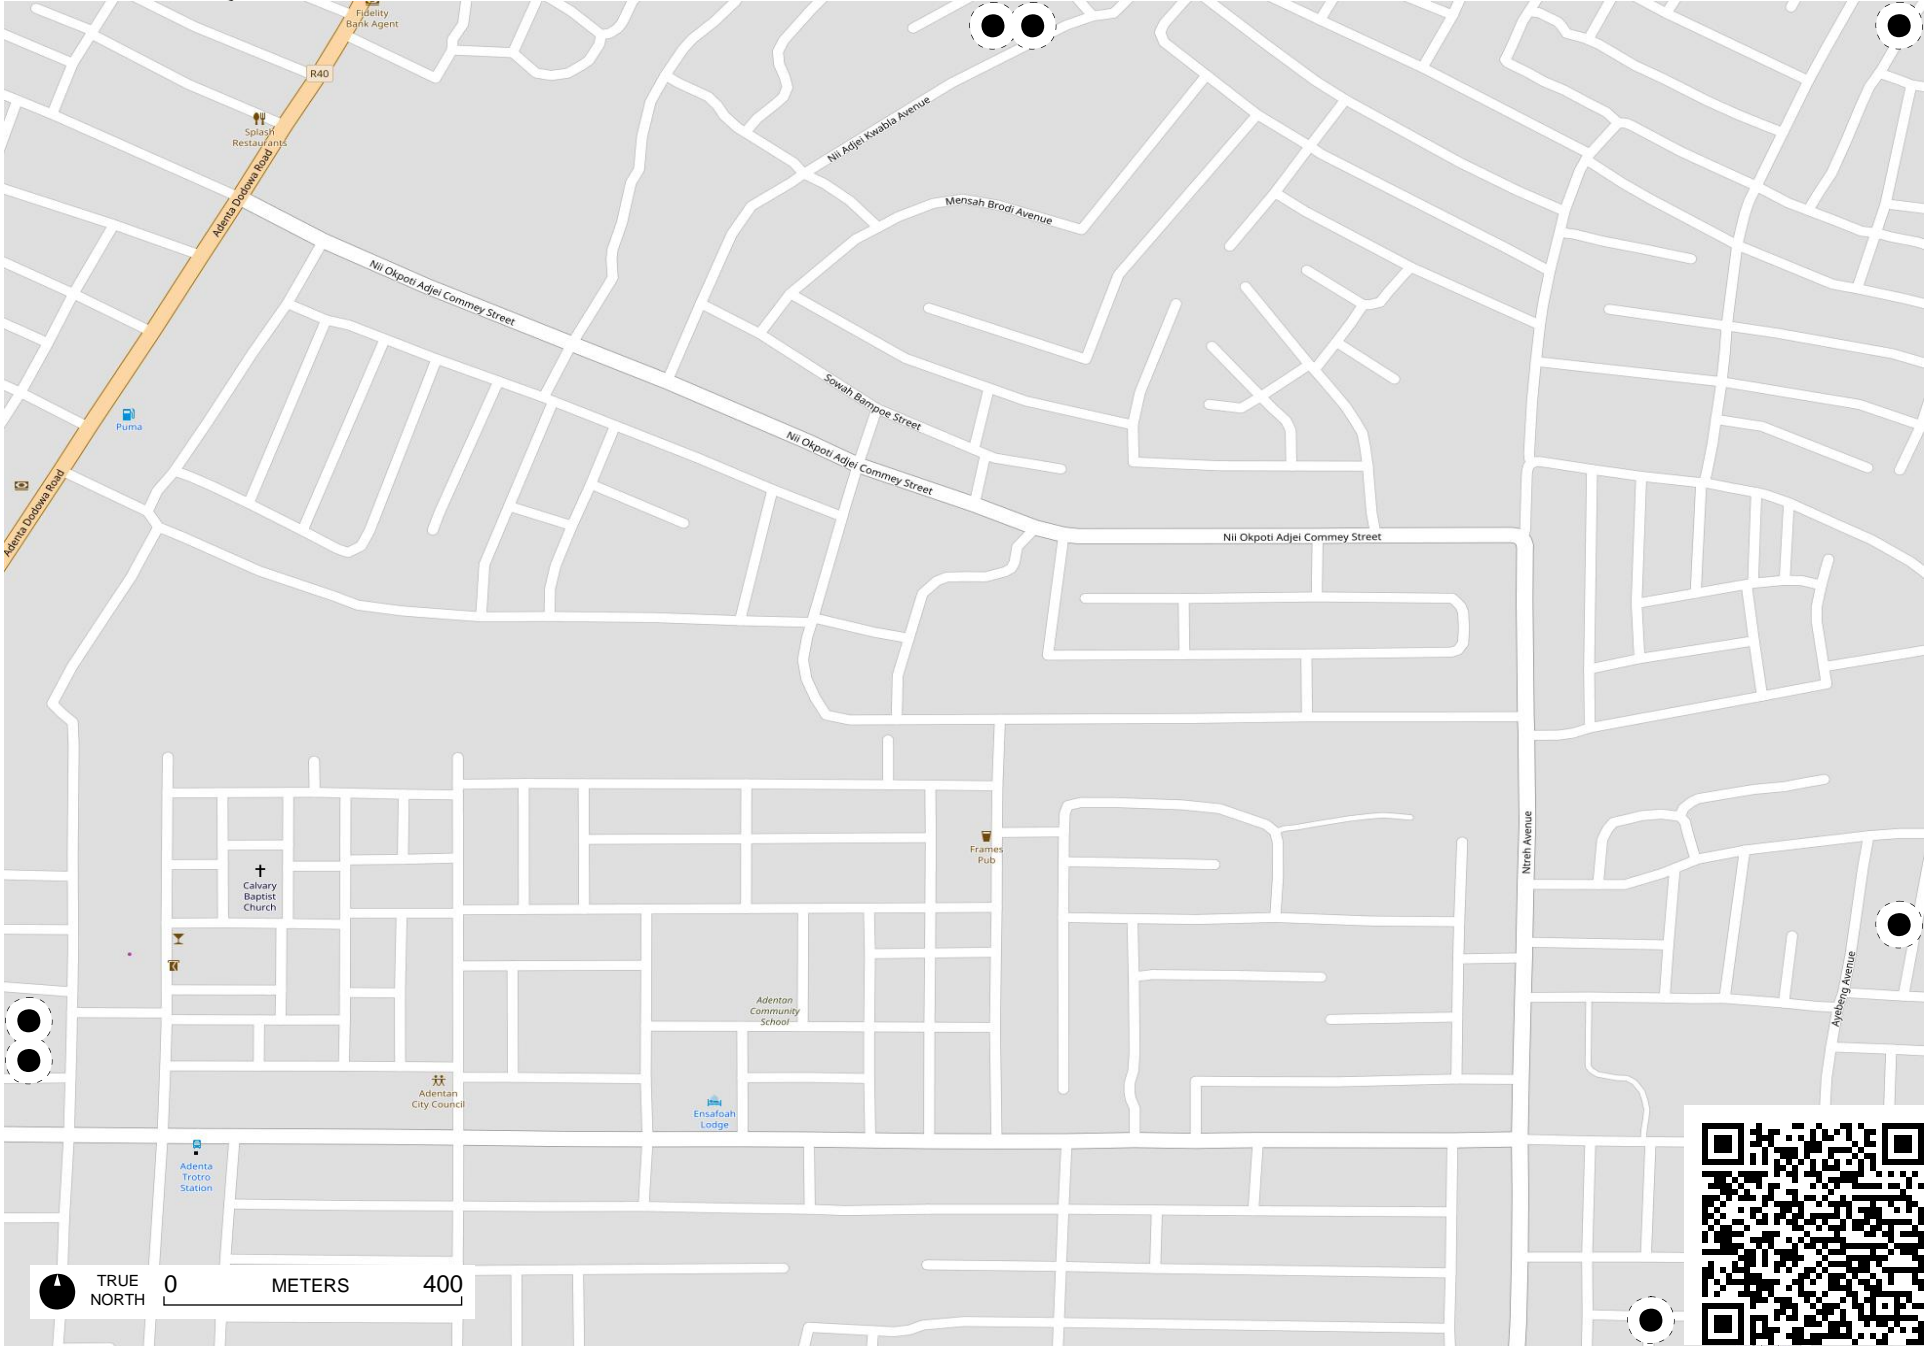 Fidelity
Bank Agent
R40
Splash
Restaurants
Nii Adjei Kwabla Avenue
Adenta Dodowa Road
Mensah Brodi Avenue
Nii Okpoti Adjei Commey Street
Sowah Bampoe Street
Puma
Nii Okpoti Adjei Commey Street
Adenta Dodowa Road
Nii Okpoti Adjei Commey Street
Ntreh Avenue
Frames
Pub
Calvary
Baptist
Church
Ayebeng Avenue
Adentan
Community
School
Adentan
City Council
Ensafoah
Lodge
Adenta
Trotro
Station
TRUE
NORTH
0 METERS 400